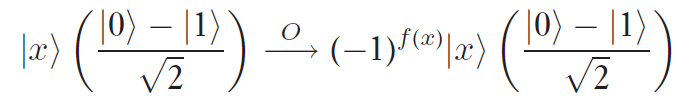 |x⟩ ( |0⟩ − |1⟩ / √2 ) —O→ (−1)^{f(x)} |x⟩ ( |0⟩ − |1⟩ / √2 )